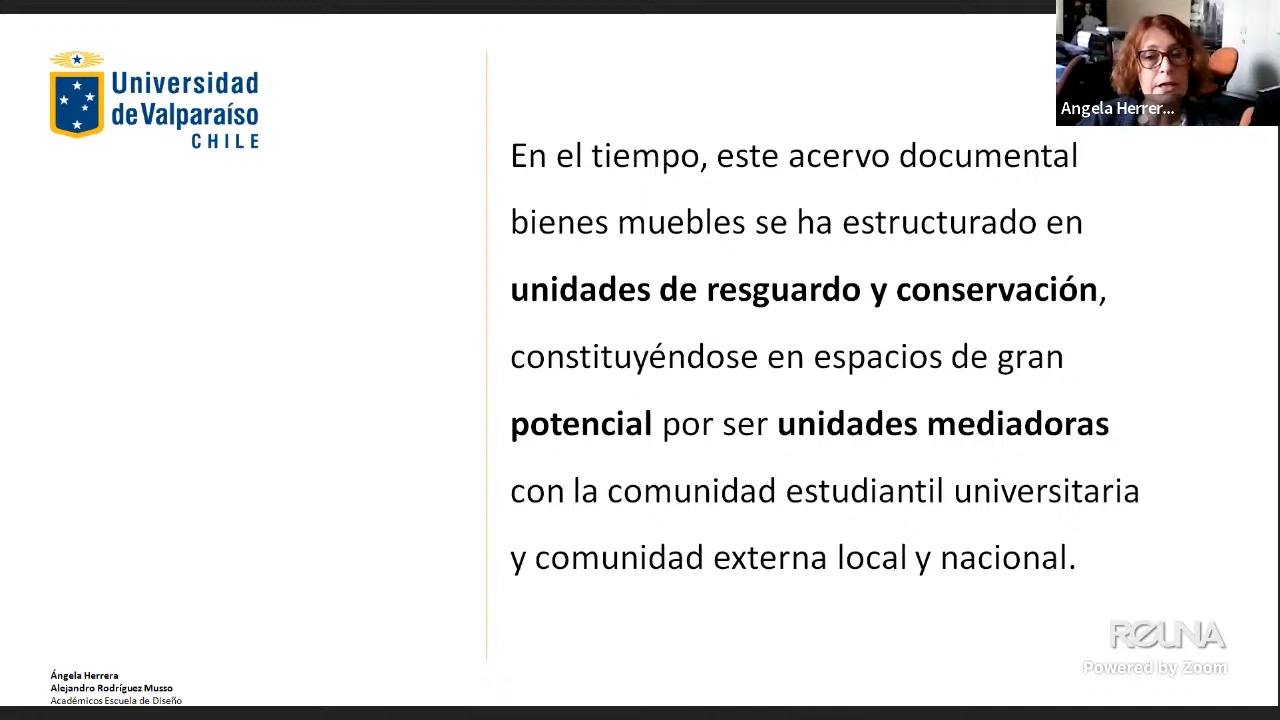 Universidad
de Valparaíso
CHILE
Angela Herrer...
En el tiempo, este acervo documental
bienes muebles se ha estructurado en
unidades de resguardo y conservación,
constituyéndose en espacios de gran
potencial por ser unidades mediadoras
con la comunidad estudiantil universitaria
y comunidad externa local y nacional.
REUNA
Powered by Zoom
Ángela Herrera
Alejandro Rodríguez Musso
Académicos Escuela de Diseño